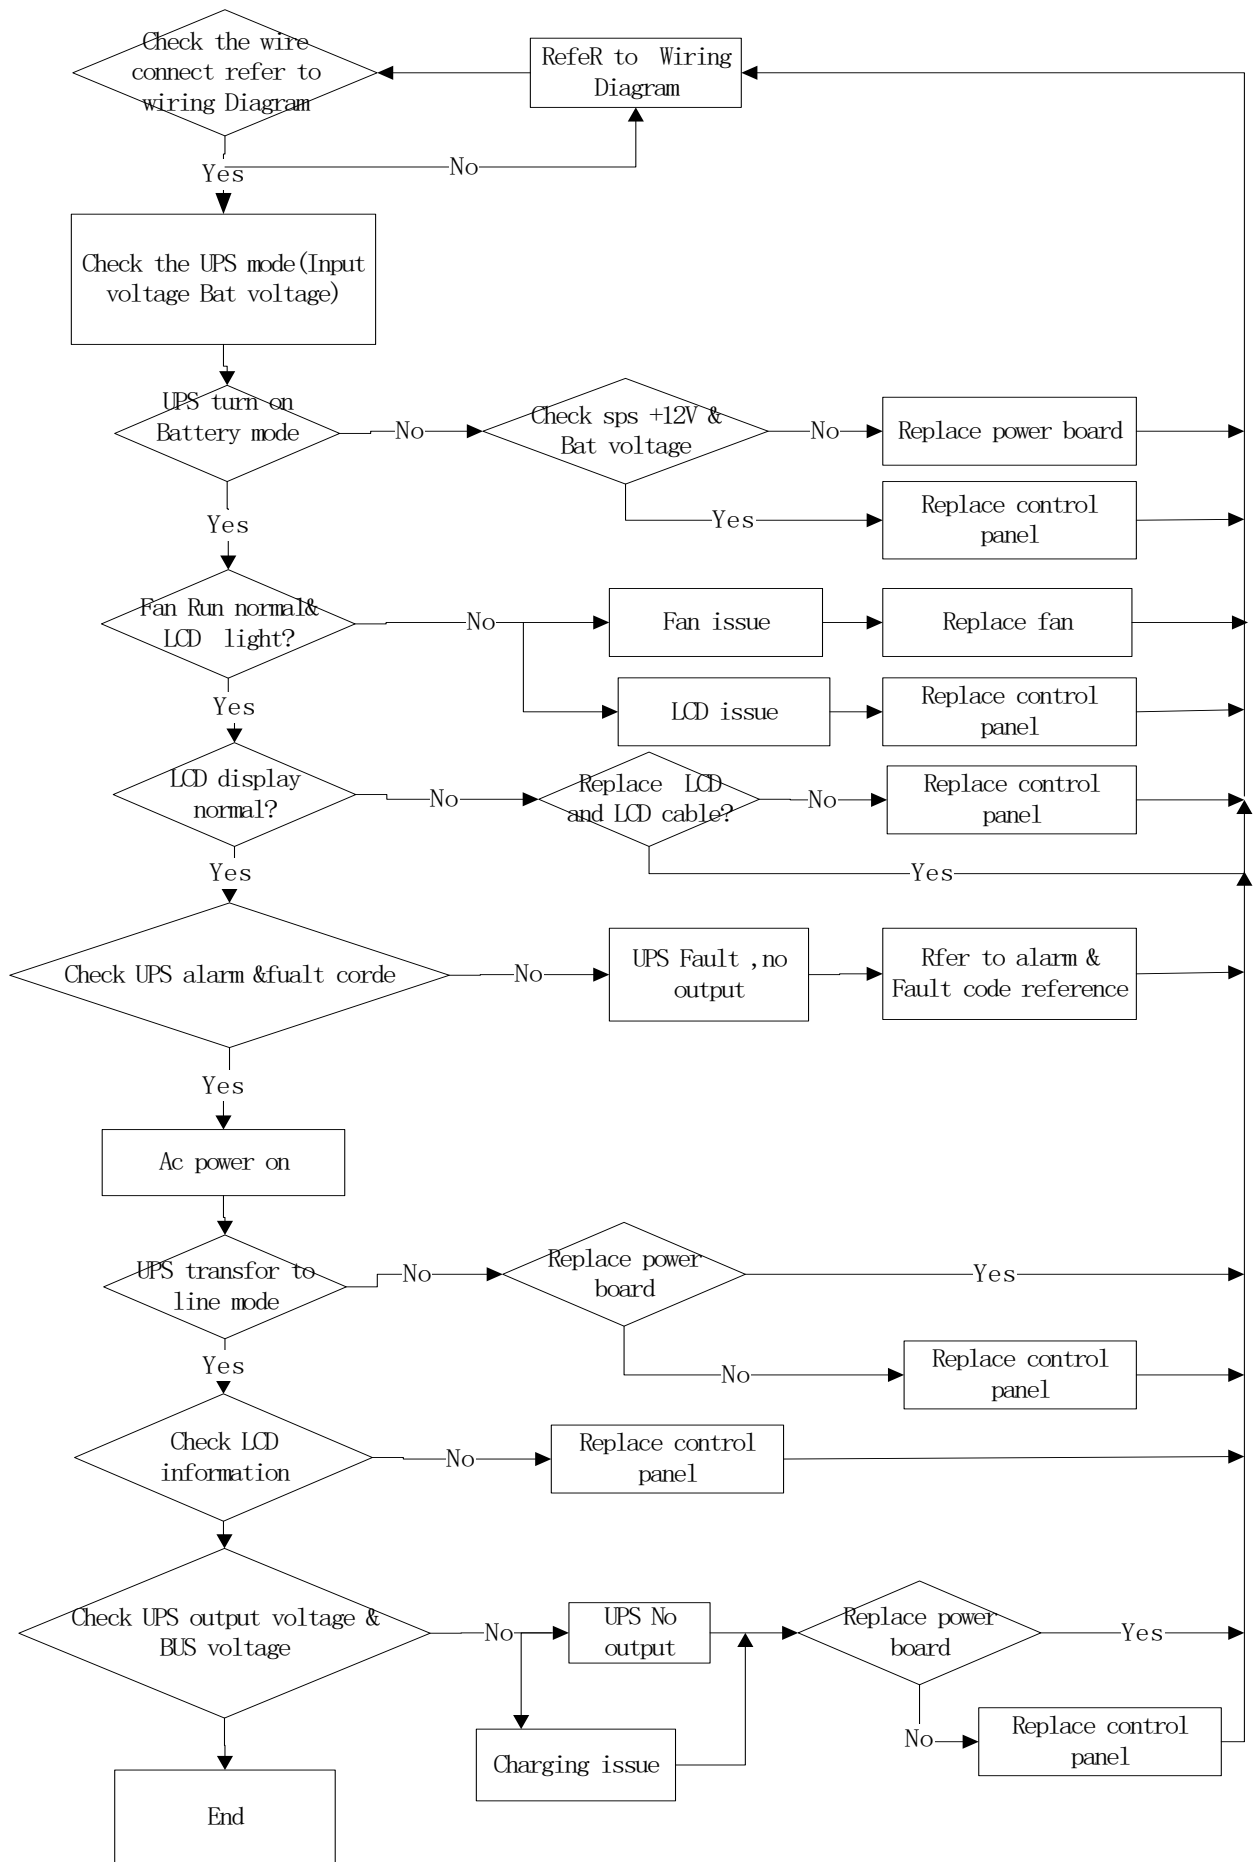 Check the wire
connect refer to
wiring Diagram
RefeR to Wiring
Diagram
Yes
No
Check the UPS mode(Input
voltage Bat voltage)
UPS turn on
Battery mode
No
Check sps +12V &
Bat voltage
No
Replace power board
Yes
Yes
Replace control
panel
Fan Run normal&
LCD light?
No
Fan issue
Replace fan
Yes
LCD issue
Replace control
panel
LCD display
normal?
No
Replace LCD
and LCD cable?
No
Replace control
panel
Yes
Yes
Check UPS alarm &fualt corde
No
UPS Fault ,no
output
Rfer to alarm &
Fault code reference
Yes
Ac power on
UPS transfor to
line mode
No
Replace power
board
Yes
Yes
No
Replace control
panel
Check LCD
information
No
Replace control
panel
Check UPS output voltage &
BUS voltage
No
UPS No
output
Replace power
board
Yes
Charging issue
No
Replace control
panel
End